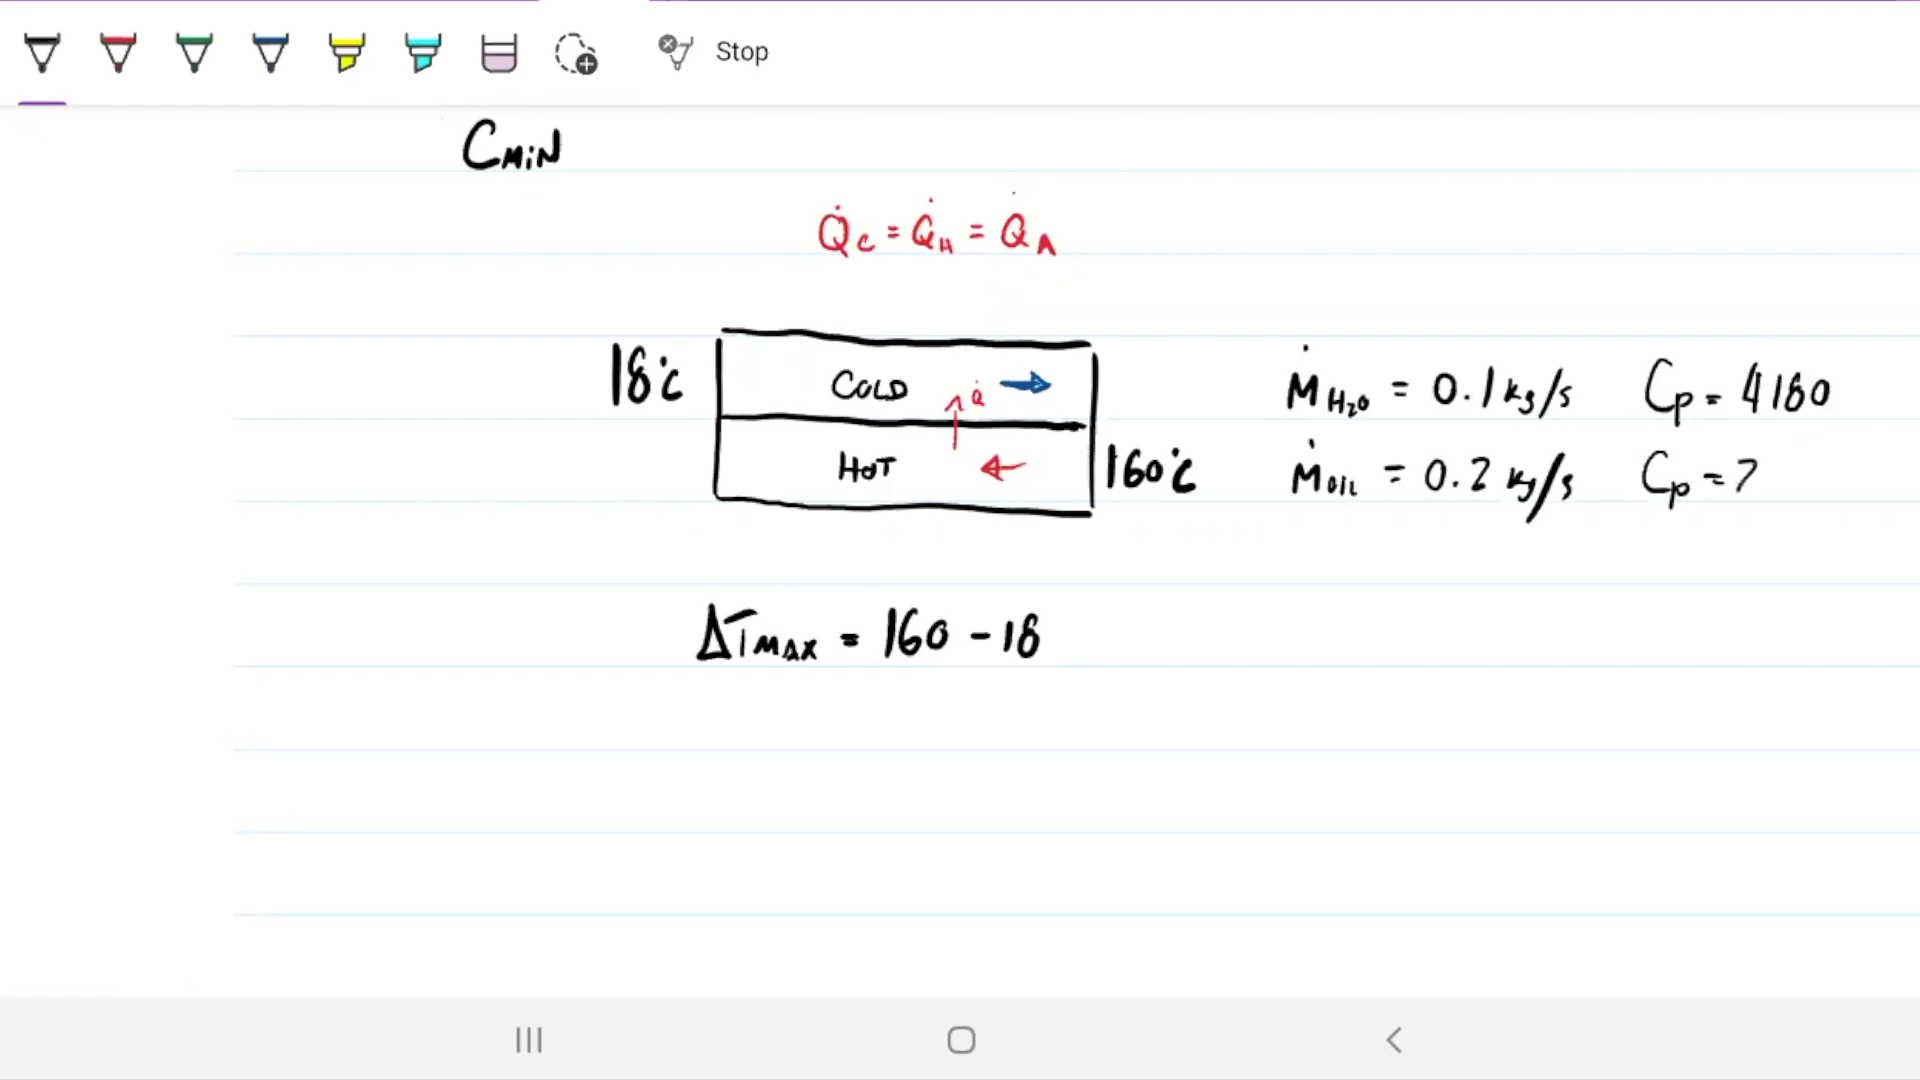 Stop
CMIN
Q̇c = Q̇H = Q̇A
18°C COLD Q̇ ṀH₂O = 0.1 kg/s Cp = 4180
HOT 160°C ṀOIL = 0.2 kg/s Cp = ?
ΔTMAX = 160 - 18